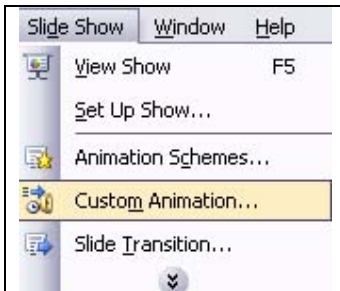 Slide Show Window Help
View Show F5
Set Up Show...
Animation Schemes...
Custom Animation...
Slide Transition...